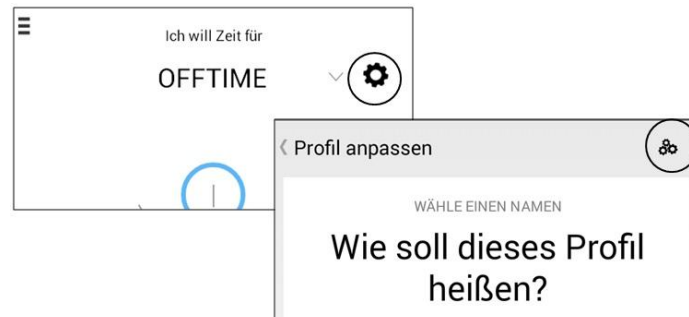 Ich will Zeit für
OFFTIME
Profil anpassen
WÄHLE EINEN NAMEN
Wie soll dieses Profil
heißen?